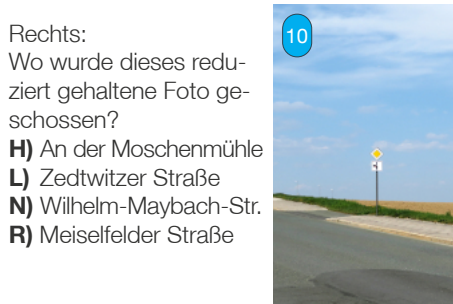 Rechts:
Wo wurde dieses redu-
ziert gehaltene Foto ge-
schossen?
H) An der Moschenmühle
L) Zedtwitzer Straße
N) Wilhelm-Maybach-Str.
R) Meiselfelder Straße
10